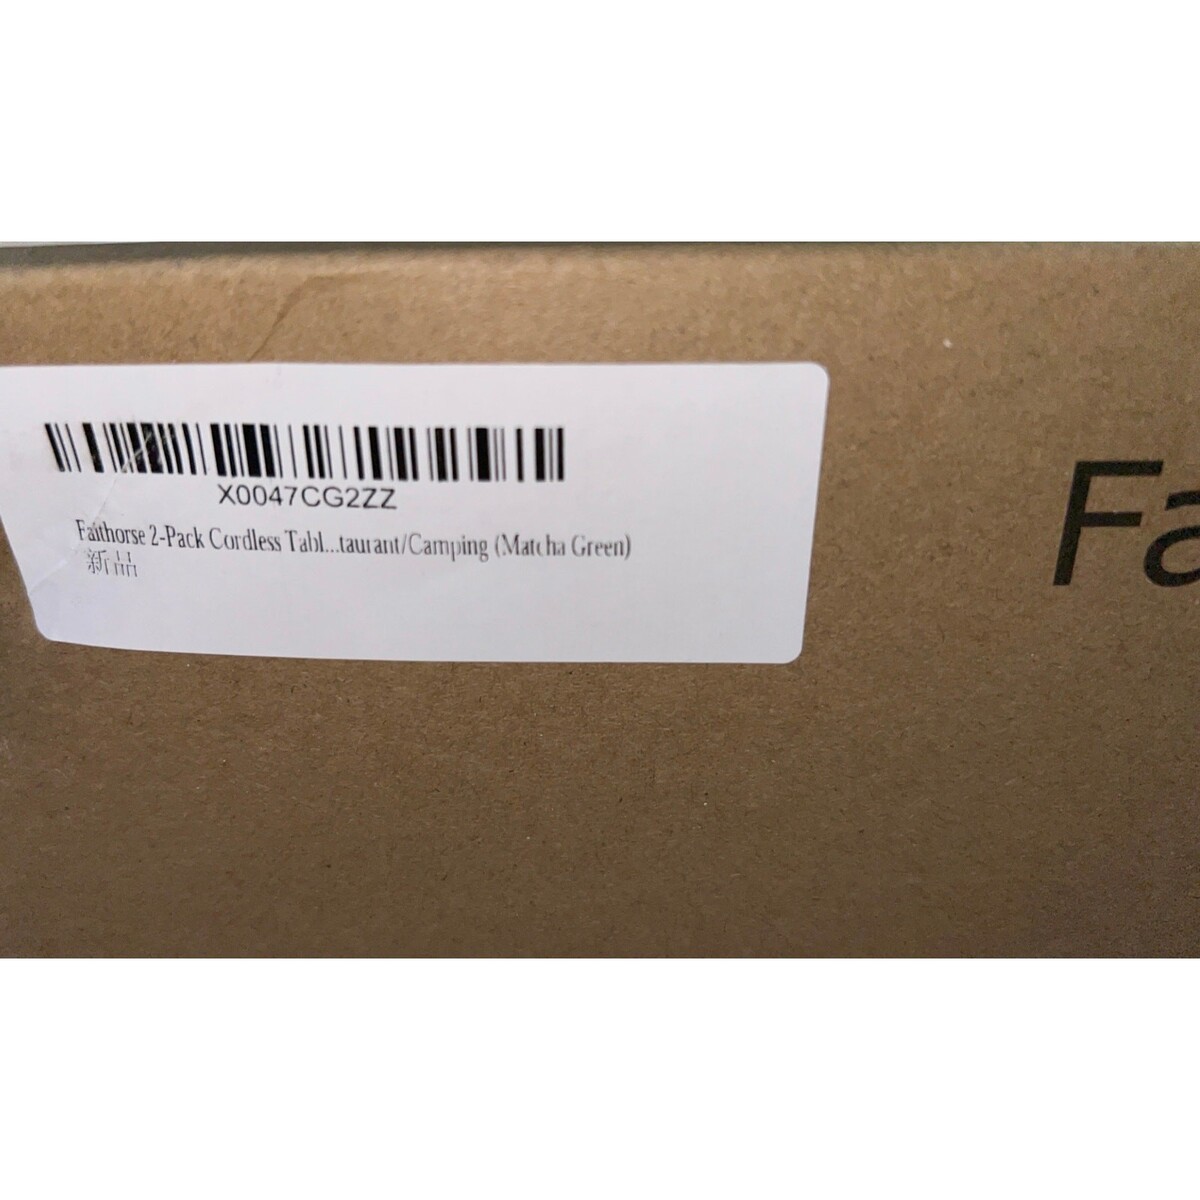 X0047CG2ZZ
Faithorse 2-Pack Cordless Tabl...taurant/Camping (Matcha Green)
新品
Fa